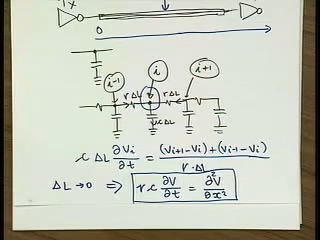 1x
0
i-1 i i+1
rΔL rΔL
cΔL
c ΔL ∂Vi/∂t = (Vi+1-Vi)+(Vi-1-Vi) / r·ΔL
ΔL→0 ⇒ rc ∂V/∂t = ∂²V/∂x²